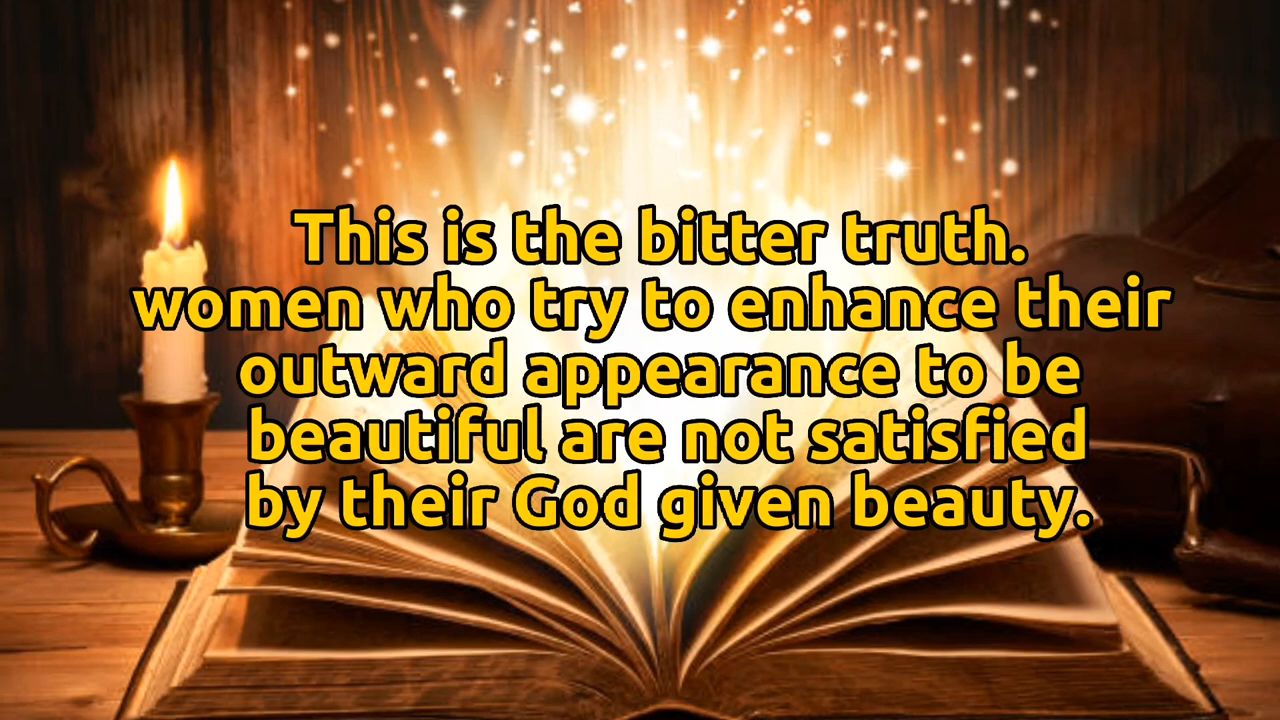 This is the bitter truth.
women who try to enhance their
outward appearance to be
beautiful are not satisfied
by their God given beauty.